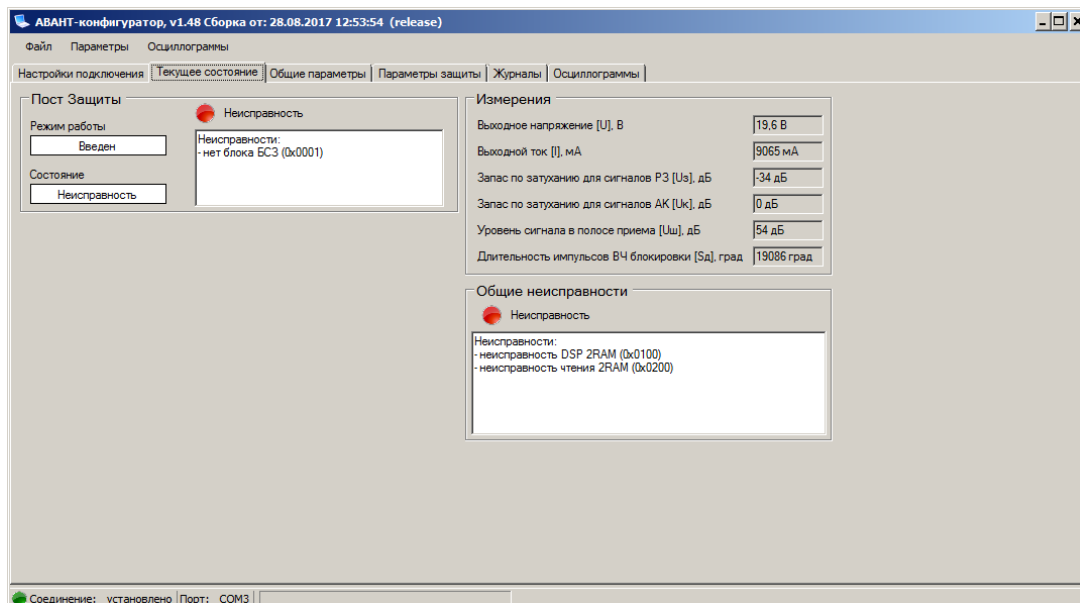 АВАНТ-конфигуратор, v1.48 Сборка от: 28.08.2017 12:53:54 (release)
Файл Параметры Осциллограммы
Настройки подключения Текущее состояние Общие параметры Параметры защиты Журналы Осциллограммы
Пост Защиты
Режим работы
Введен
Состояние
Неисправность
Неисправность
Неисправности:
- нет блока БСЗ (0x0001)
Измерения
Выходное напряжение [U], В 19,6 В
Выходной ток [I], мА 9065 мА
Запас по затуханию для сигналов РЗ [Uз], дБ -34 дБ
Запас по затуханию для сигналов АК [Uк], дБ 0 дБ
Уровень сигнала в полосе приема [Uш], дБ 54 дБ
Длительность импульсов ВЧ блокировки [Sд], град 19086 град
Общие неисправности
Неисправность
Неисправности:
- неисправность DSP 2RAM (0x0100)
- неисправность чтения 2RAM (0x0200)
Соединение: установлено Порт: COM3